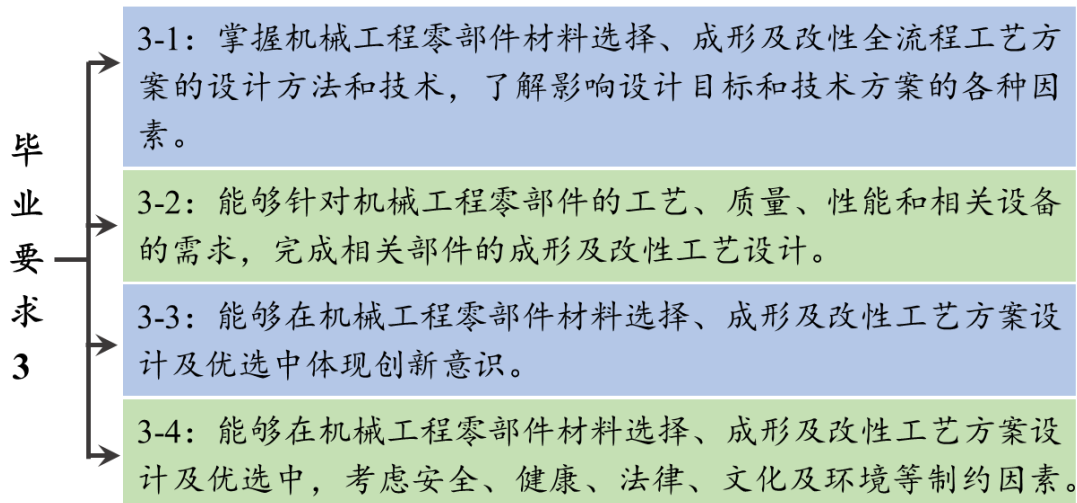 毕业要求3
3-1：掌握机械工程零部件材料选择、成形及改性全流程工艺方
案的设计方法和技术，了解影响设计目标和技术方案的各种因
素。
3-2：能够针对机械工程零部件的工艺、质量、性能和相关设备
的需求，完成相关部件的成形及改性工艺设计。
3-3：能够在机械工程零部件材料选择、成形及改性工艺方案设
计及优选中体现创新意识。
3-4：能够在机械工程零部件材料选择、成形及改性工艺方案设
计及优选中，考虑安全、健康、法律、文化及环境等制约因素。